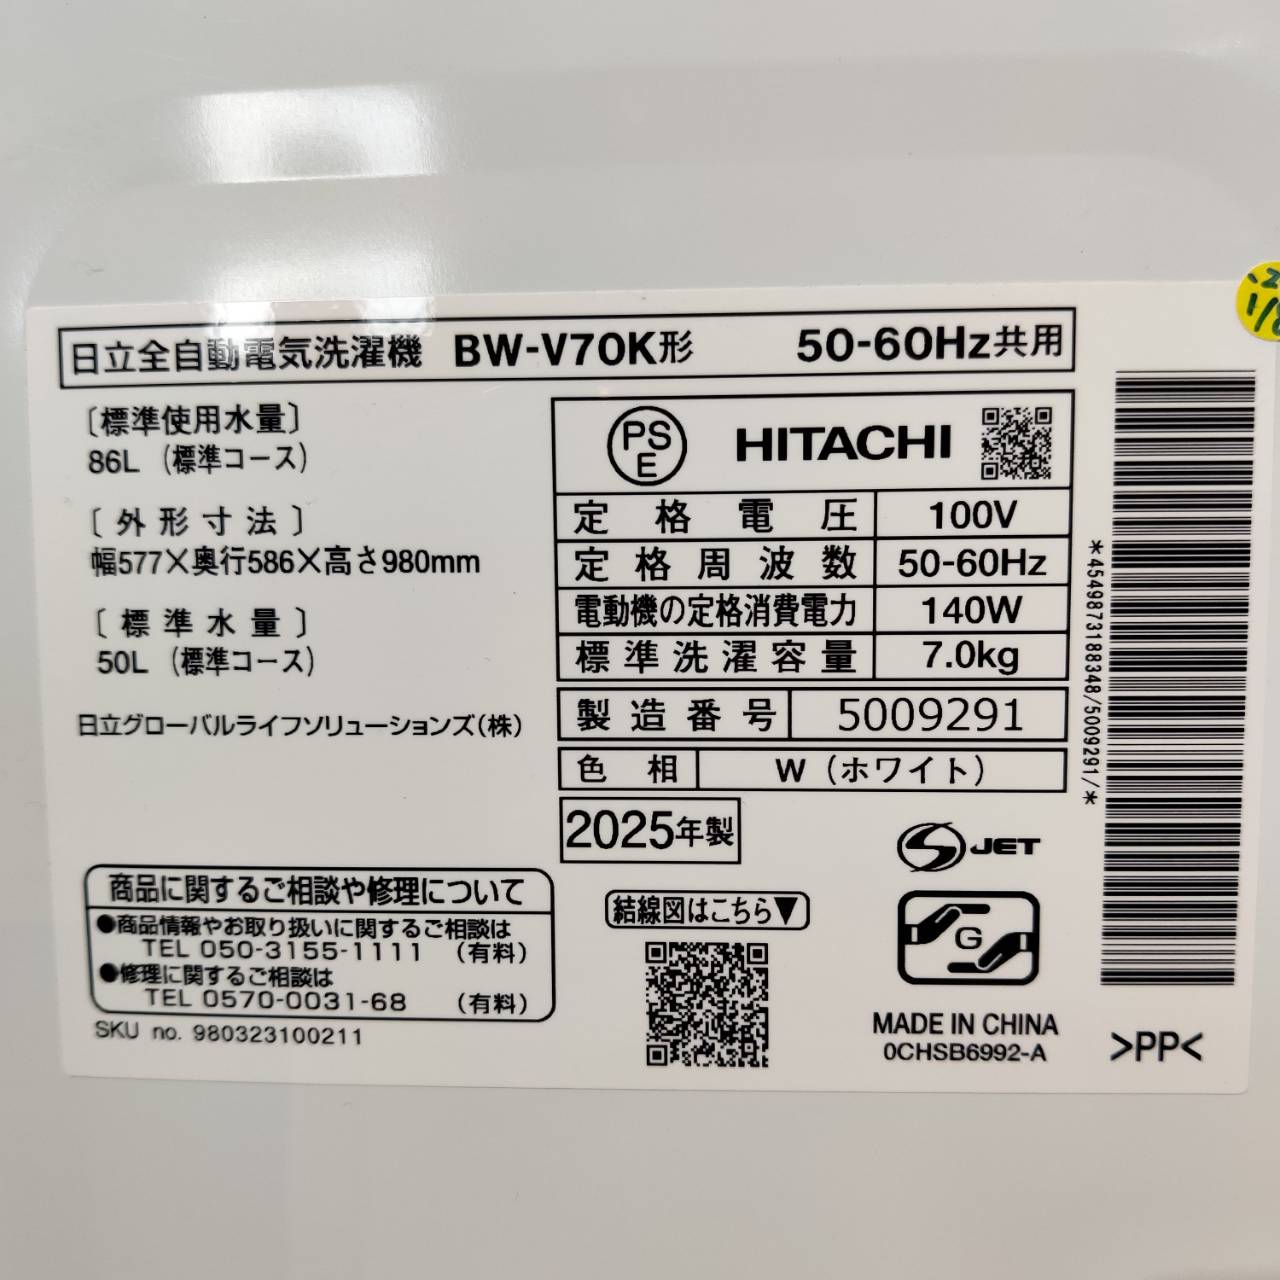 日立全自動電気洗濯機 BW-V70K形 50-60Hz共用
〔標準使用水量〕
86L (標準コース)
〔外形寸法〕
幅577×奥行586×高さ980mm
〔標準水量〕
50L (標準コース)
日立グローバルライフソリューションズ(株)
PSE HITACHI
定格電圧 100V
定格周波数 50-60Hz
電動機の定格消費電力 140W
標準洗濯容量 7.0kg
製造番号 5009291
色相 W (ホワイト)
2025年製
JET
結線図はこちら▼
G
MADE IN CHINA
0CHSB6992-A
>PP<
*4549873188348/5009291/*
商品に関するご相談や修理について
●商品情報やお取り扱いに関するご相談は
TEL 050-3155-1111 (有料)
●修理に関するご相談は
TEL 0570-0031-68 (有料)
SKU no. 980323100211